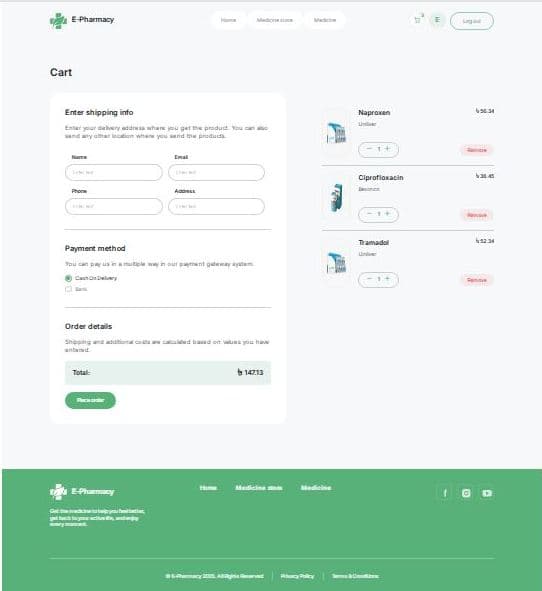 E-Pharmacy
Home Medicine store Medicine
3
E
Log out
Cart
Enter shipping info
Enter your delivery address where you get the product. You can also
send any other location where you send the products.
Name Email
Enter text Enter text
Phone Address
Enter text Enter text
Payment method
You can pay us in a multiple way in our payment gateway system.
Cash On Delivery
Bank
Order details
Shipping and additional costs are calculated based on values you have
entered.
Total: ৳ 147.13
Place order
Naproxen ৳ 56.34
Uniliver
− 1 +
Remove
Ciprofloxacin ৳ 38.45
Beximco
− 1 +
Remove
Tramadol ৳ 52.34
Uniliver
− 1 +
Remove
E-Pharmacy
Home Medicine store Medicine
Get the medicine to help you feel better,
get back to your active life, and enjoy
every moment.
© E-Pharmacy 2025. All Rights Reserved
Privacy Policy
Terms & Conditions